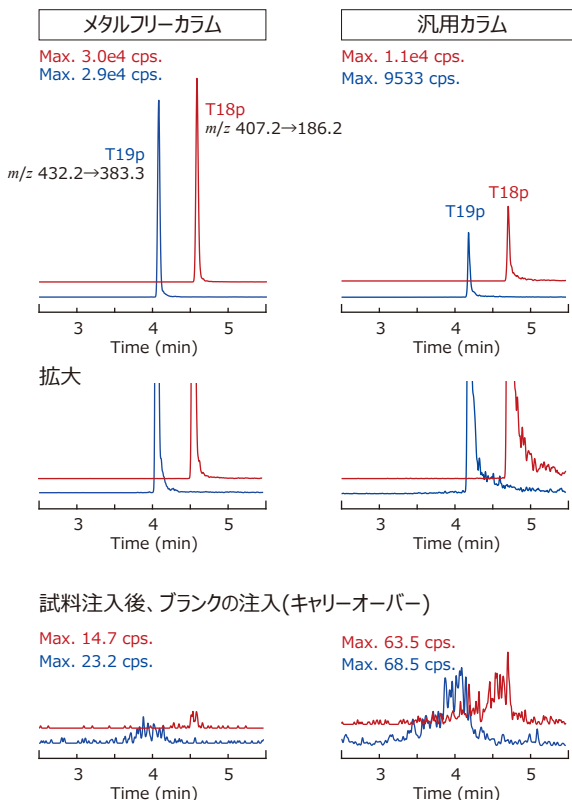 メタルフリーカラム
Max. 3.0e4 cps.
Max. 2.9e4 cps.
T18p
m/z 407.2→186.2
T19p
m/z 432.2→383.3
3 4 5
Time (min)
汎用カラム
Max. 1.1e4 cps.
Max. 9533 cps.
T18p
T19p
3 4 5
Time (min)
拡大
3 4 5
Time (min)
3 4 5
Time (min)
試料注入後、ブランクの注入(キャリーオーバー)
Max. 14.7 cps.
Max. 23.2 cps.
3 4 5
Time (min)
Max. 63.5 cps.
Max. 68.5 cps.
3 4 5
Time (min)